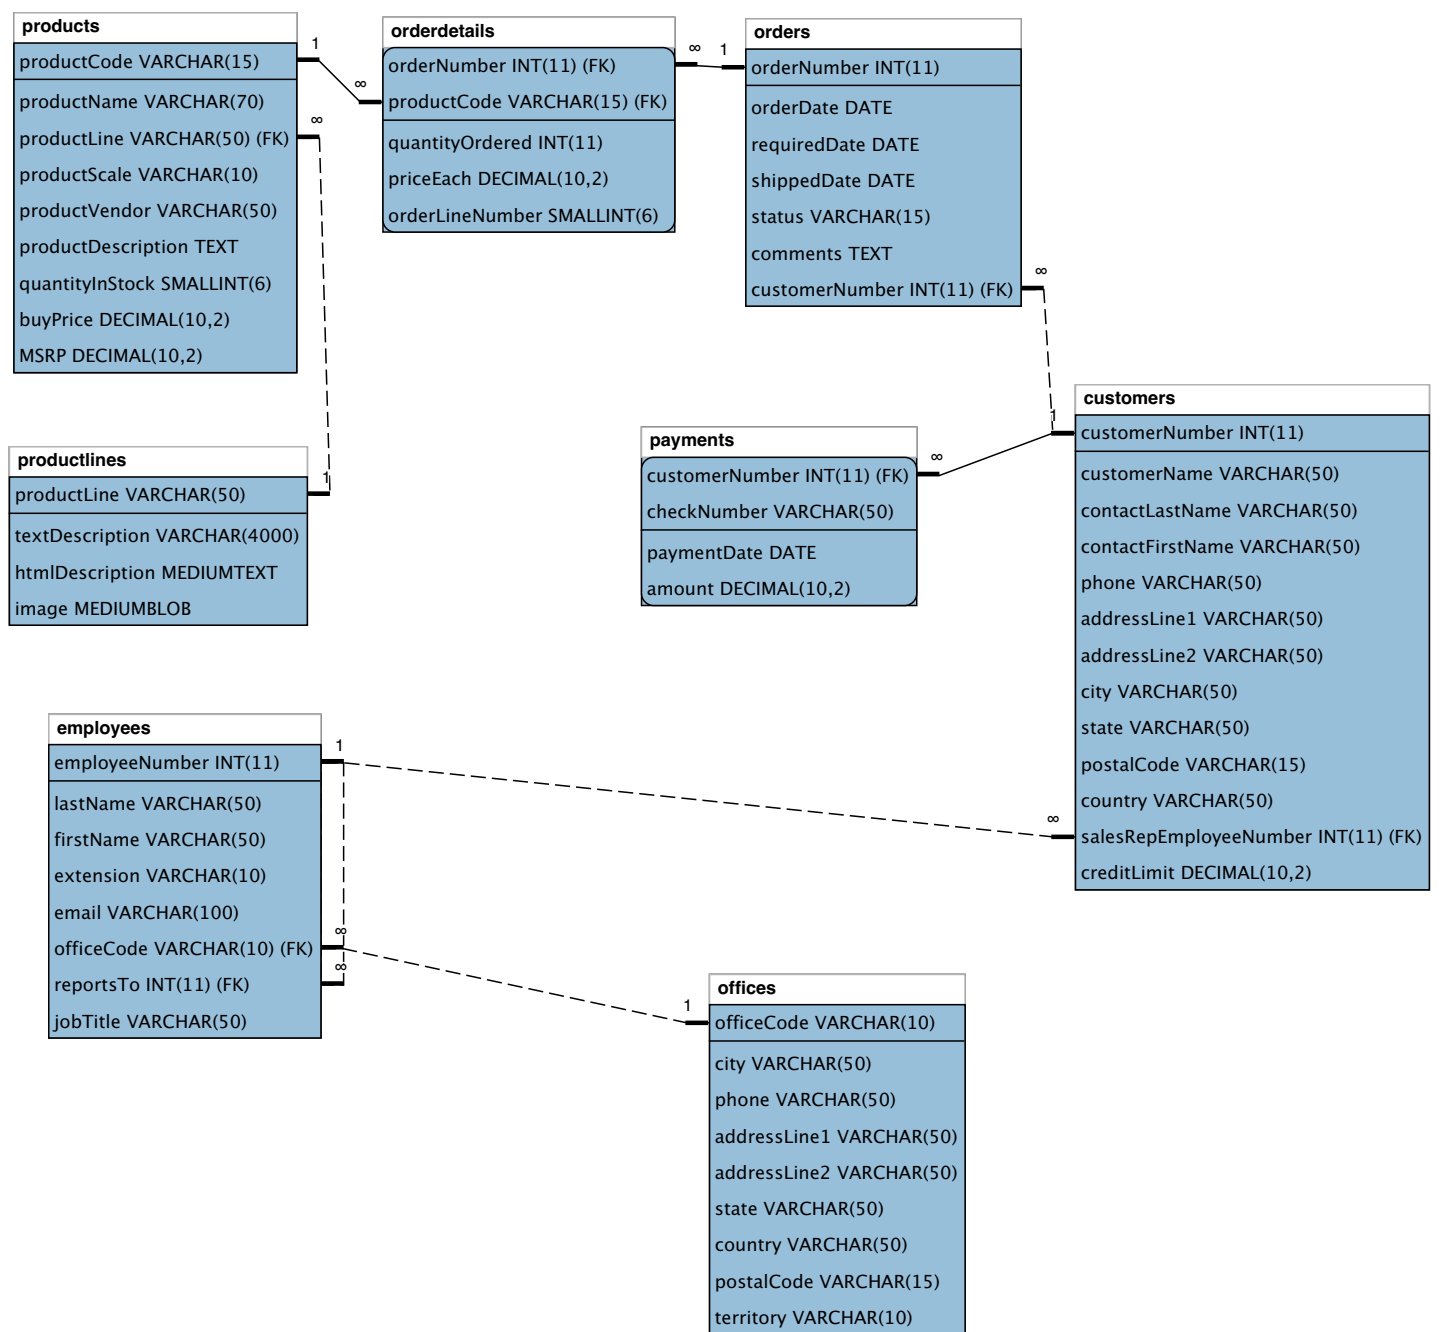 products
productCode VARCHAR(15)
productName VARCHAR(70)
productLine VARCHAR(50) (FK)
productScale VARCHAR(10)
productVendor VARCHAR(50)
productDescription TEXT
quantityInStock SMALLINT(6)
buyPrice DECIMAL(10,2)
MSRP DECIMAL(10,2)
1
∞
∞
1
orderdetails
orderNumber INT(11) (FK)
productCode VARCHAR(15) (FK)
quantityOrdered INT(11)
priceEach DECIMAL(10,2)
orderLineNumber SMALLINT(6)
∞
1
orders
orderNumber INT(11)
orderDate DATE
requiredDate DATE
shippedDate DATE
status VARCHAR(15)
comments TEXT
customerNumber INT(11) (FK)
∞
1
∞
productlines
productLine VARCHAR(50)
textDescription VARCHAR(4000)
htmlDescription MEDIUMTEXT
image MEDIUMBLOB
payments
customerNumber INT(11) (FK)
checkNumber VARCHAR(50)
paymentDate DATE
amount DECIMAL(10,2)
customers
customerNumber INT(11)
customerName VARCHAR(50)
contactLastName VARCHAR(50)
contactFirstName VARCHAR(50)
phone VARCHAR(50)
addressLine1 VARCHAR(50)
addressLine2 VARCHAR(50)
city VARCHAR(50)
state VARCHAR(50)
postalCode VARCHAR(15)
country VARCHAR(50)
salesRepEmployeeNumber INT(11) (FK)
creditLimit DECIMAL(10,2)
employees
employeeNumber INT(11)
lastName VARCHAR(50)
firstName VARCHAR(50)
extension VARCHAR(10)
email VARCHAR(100)
officeCode VARCHAR(10) (FK)
reportsTo INT(11) (FK)
jobTitle VARCHAR(50)
1
∞
∞
∞
1
offices
officeCode VARCHAR(10)
city VARCHAR(50)
phone VARCHAR(50)
addressLine1 VARCHAR(50)
addressLine2 VARCHAR(50)
state VARCHAR(50)
country VARCHAR(50)
postalCode VARCHAR(15)
territory VARCHAR(10)